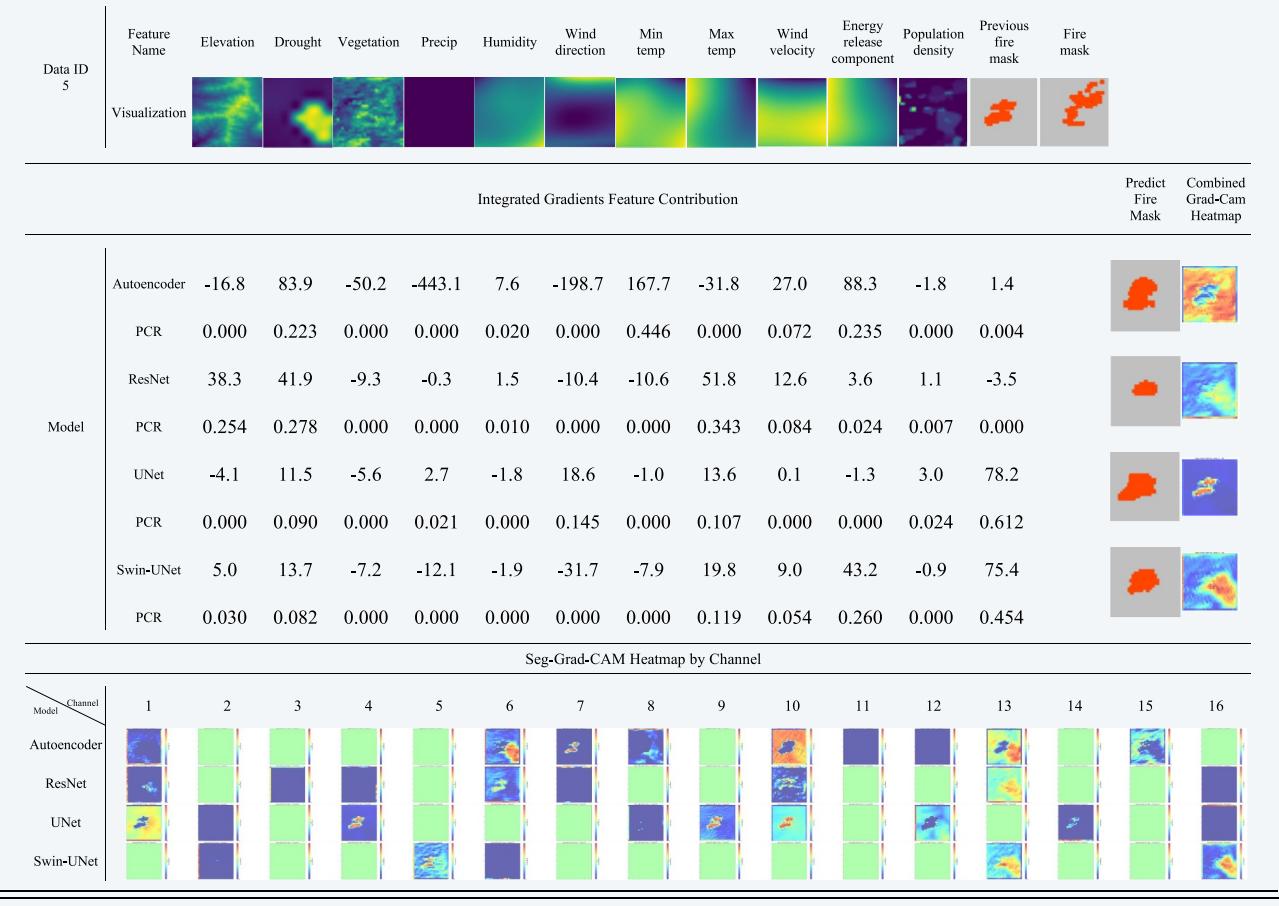 Data ID
5
Feature Name Elevation Drought Vegetation Precip Humidity Wind direction Min temp Max temp Wind velocity Energy release component Population density Previous fire mask Fire mask
Visualization
Integrated Gradients Feature Contribution Predict Fire Mask Combined Grad-Cam Heatmap
Model
Autoencoder -16.8 83.9 -50.2 -443.1 7.6 -198.7 167.7 -31.8 27.0 88.3 -1.8 1.4
PCR 0.000 0.223 0.000 0.000 0.020 0.000 0.446 0.000 0.072 0.235 0.000 0.004
ResNet 38.3 41.9 -9.3 -0.3 1.5 -10.4 -10.6 51.8 12.6 3.6 1.1 -3.5
PCR 0.254 0.278 0.000 0.000 0.010 0.000 0.000 0.343 0.084 0.024 0.007 0.000
UNet -4.1 11.5 -5.6 2.7 -1.8 18.6 -1.0 13.6 0.1 -1.3 3.0 78.2
PCR 0.000 0.090 0.000 0.021 0.000 0.145 0.000 0.107 0.000 0.000 0.024 0.612
Swin-UNet 5.0 13.7 -7.2 -12.1 -1.9 -31.7 -7.9 19.8 9.0 43.2 -0.9 75.4
PCR 0.030 0.082 0.000 0.000 0.000 0.000 0.000 0.119 0.054 0.260 0.000 0.454
Seg-Grad-CAM Heatmap by Channel
Model Channel 1 2 3 4 5 6 7 8 9 10 11 12 13 14 15 16
Autoencoder
ResNet
UNet
Swin-UNet